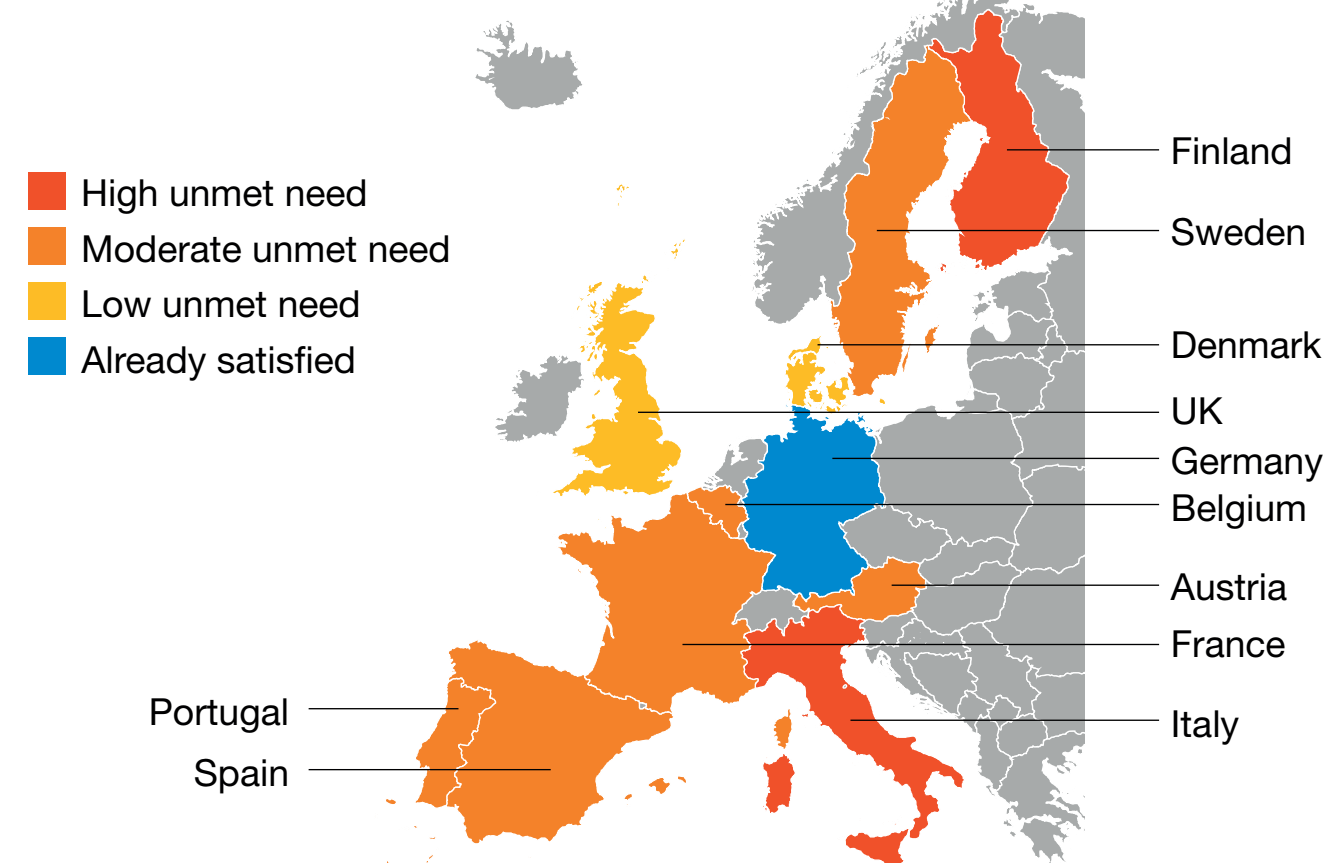 High unmet need
Moderate unmet need
Low unmet need
Already satisfied
Finland
Sweden
Denmark
UK
Germany
Belgium
Austria
France
Italy
Portugal
Spain